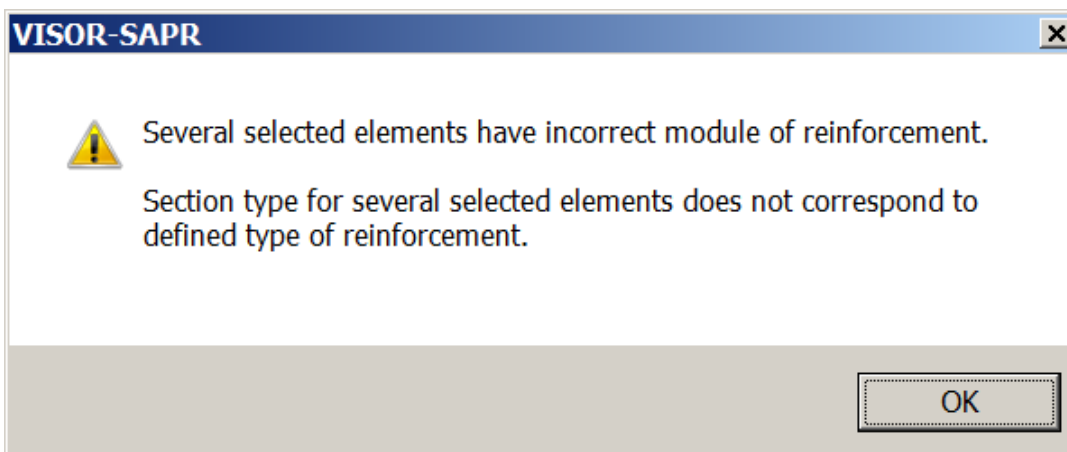 VISOR-SAPR
Several selected elements have incorrect module of reinforcement.
Section type for several selected elements does not correspond to
defined type of reinforcement.
OK